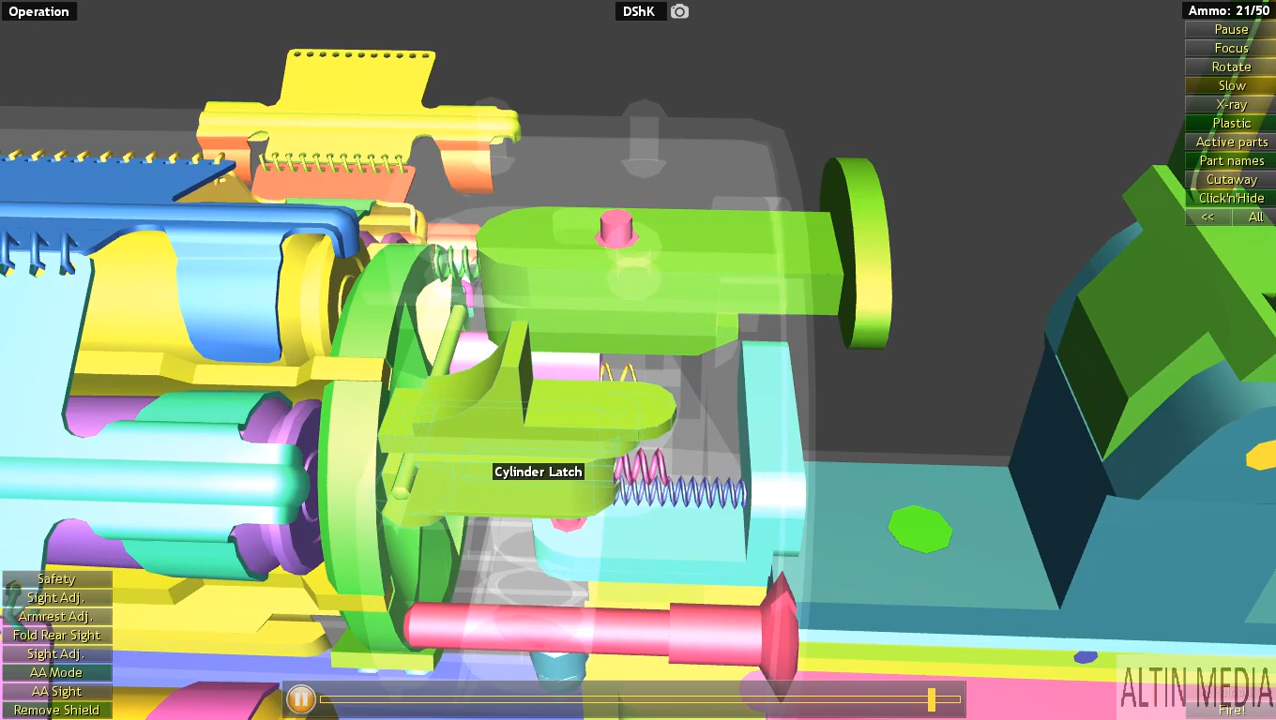 Operation
DShK
Ammo: 21/50
Pause
Focus
Rotate
Slow
X-ray
Plastic
Active parts
Part names
Cutaway
Click'n'Hide
<< All
Cylinder Latch
Safety
Sight Adj.
Armrest Adj.
Fold Rear Sight
Sight Adj.
AA Mode
AA Sight
Remove Shield
ALTIN MEDIA
Fire!